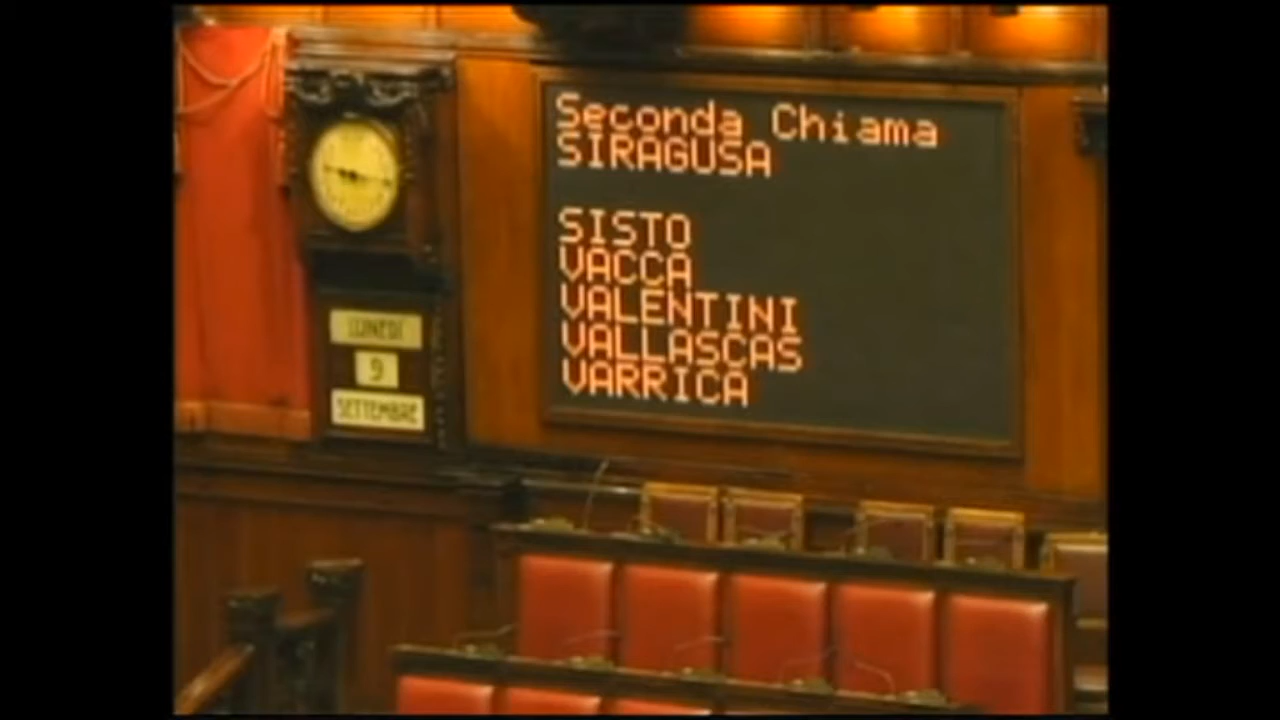 Seconda Chiama
SIRAGUSA
SISTO
VACCA
VALENTINI
VALLASCAS
VARRICA
LUNEDÌ
9
SETTEMBRE